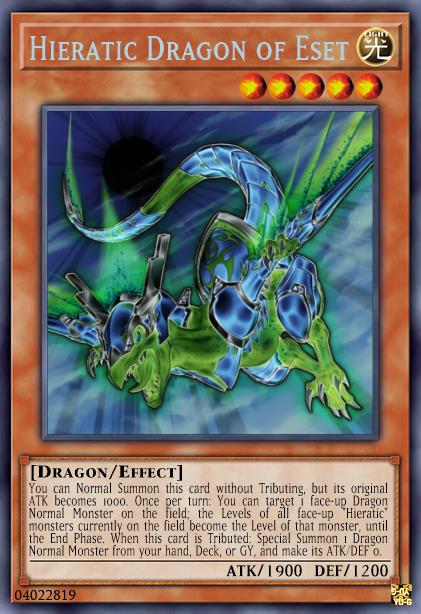 Hieratic Dragon of Eset
LIGHT
光
[Dragon/Effect]
You can Normal Summon this card without Tributing, but its original
ATK becomes 1000. Once per turn: You can target 1 face-up Dragon
Normal Monster on the field; the Levels of all face-up "Hieratic"
monsters currently on the field become the Level of that monster, until
the End Phase. When this card is Tributed: Special Summon 1 Dragon
Normal Monster from your hand, Deck, or GY, and make its ATK/DEF 0.
ATK/1900 DEF/1200
04022819